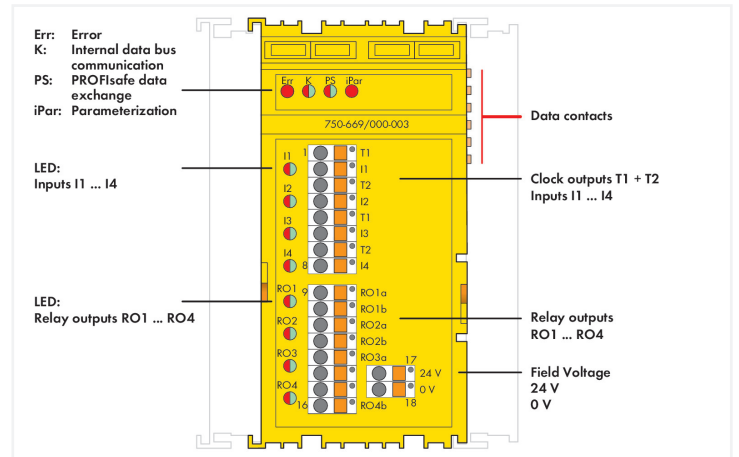 Err: Error
K: Internal data bus
communication
PS: PROFIsafe data
exchange
iPar: Parameterization
Err K PS iPar
Data contacts
750-669/000-003
LED:
Inputs I1 ... I4
I1
I2
I3
I4
1
8
T1
I1
T2
I2
T1
I3
T2
I4
Clock outputs T1 + T2
Inputs I1 ... I4
LED:
Relay outputs RO1 ... RO4
RO1
RO2
RO3
RO4
9
16
RO1a
RO1b
RO2a
RO2b
RO3a
RO4b
17
24 V
0 V
18
Relay outputs
RO1 ... RO4
Field Voltage
24 V
0 V